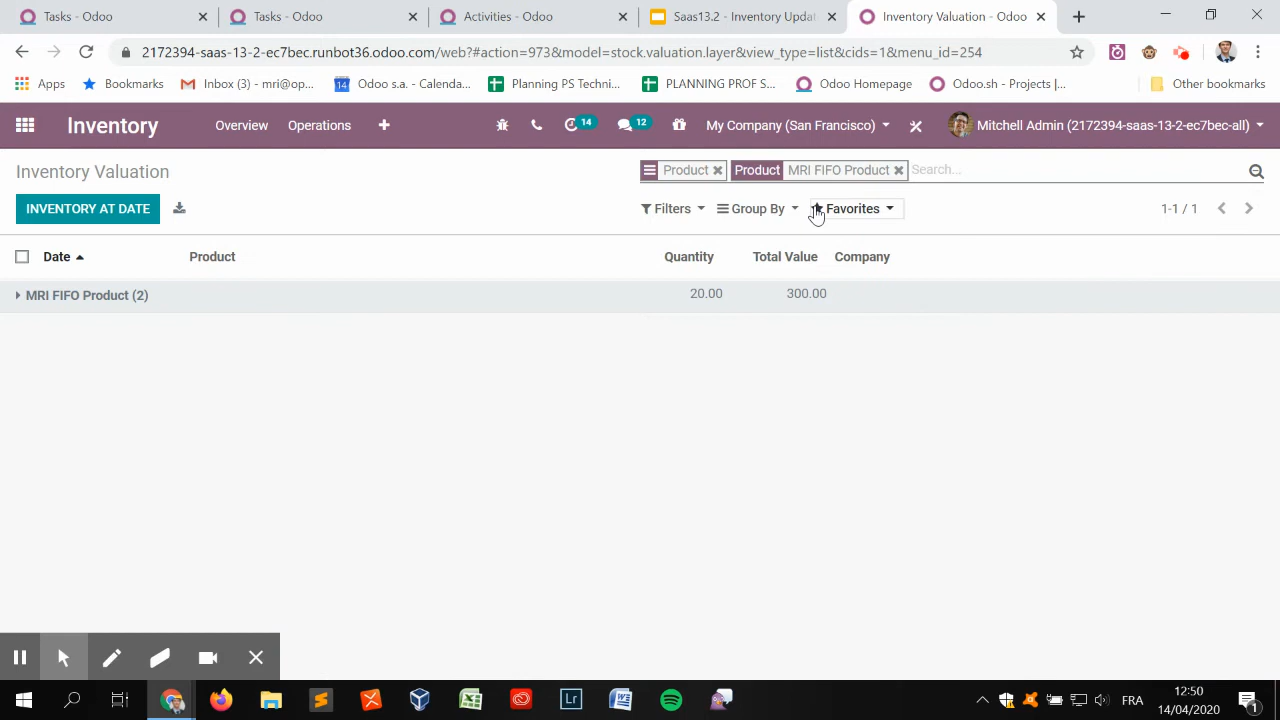 Tasks - Odoo
Tasks - Odoo
Activities - Odoo
Saas13.2 - Inventory Updat
Inventory Valuation - Odoo
2172394-saas-13-2-ec7bec.runbot36.odoo.com/web?#action=973&model=stock.valuation.layer&view_type=list&cids=1&menu_id=254
Apps
Bookmarks
Inbox (3) - mri@op...
Odoo s.a. - Calenda...
Planning PS Techni...
PLANNING PROF S...
Odoo Homepage
Odoo.sh - Projects |...
Other bookmarks
Inventory
Overview
Operations
14
12
My Company (San Francisco)
Mitchell Admin (2172394-saas-13-2-ec7bec-all)
Inventory Valuation
Product
Product
MRI FIFO Product
Search...
INVENTORY AT DATE
Filters
Group By
Favorites
1-1 / 1
Date
Product
Quantity
Total Value
Company
MRI FIFO Product (2)
20.00
300.00
Lr
FRA
12:50
14/04/2020
1